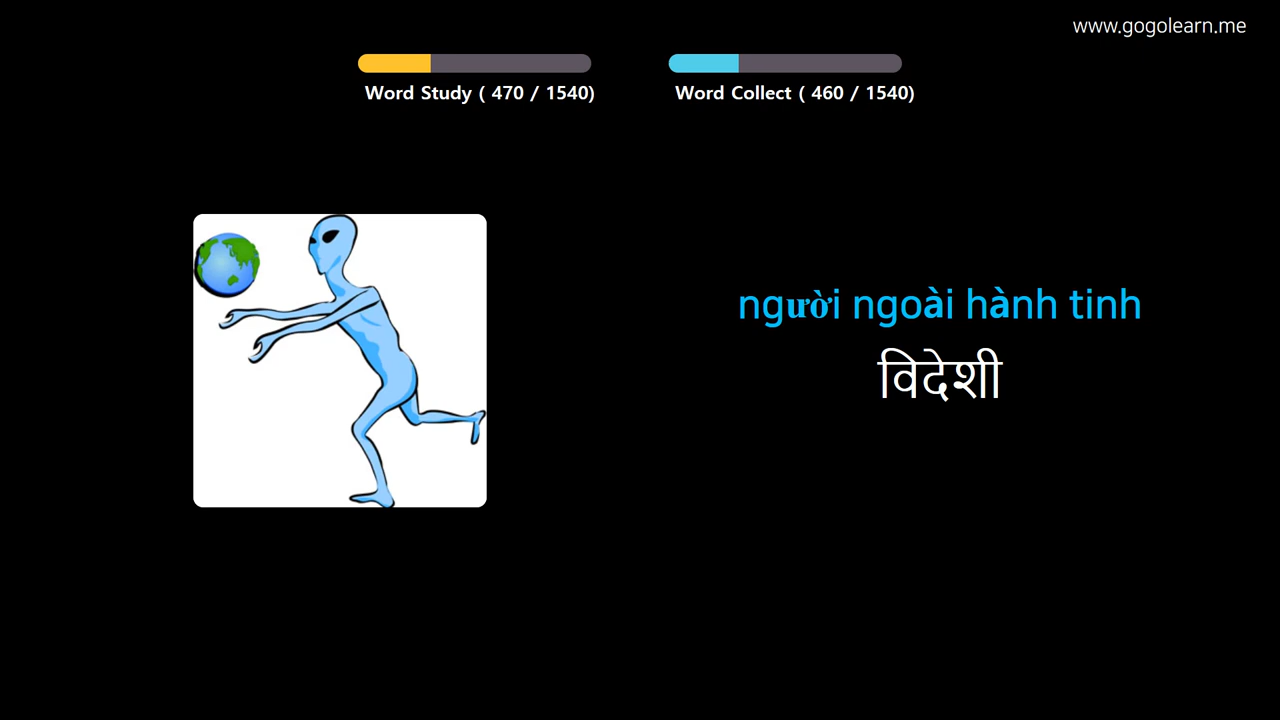 www.gogolearn.me
Word Study ( 470 / 1540)
Word Collect ( 460 / 1540)
người ngoài hành tinh
विदेशी